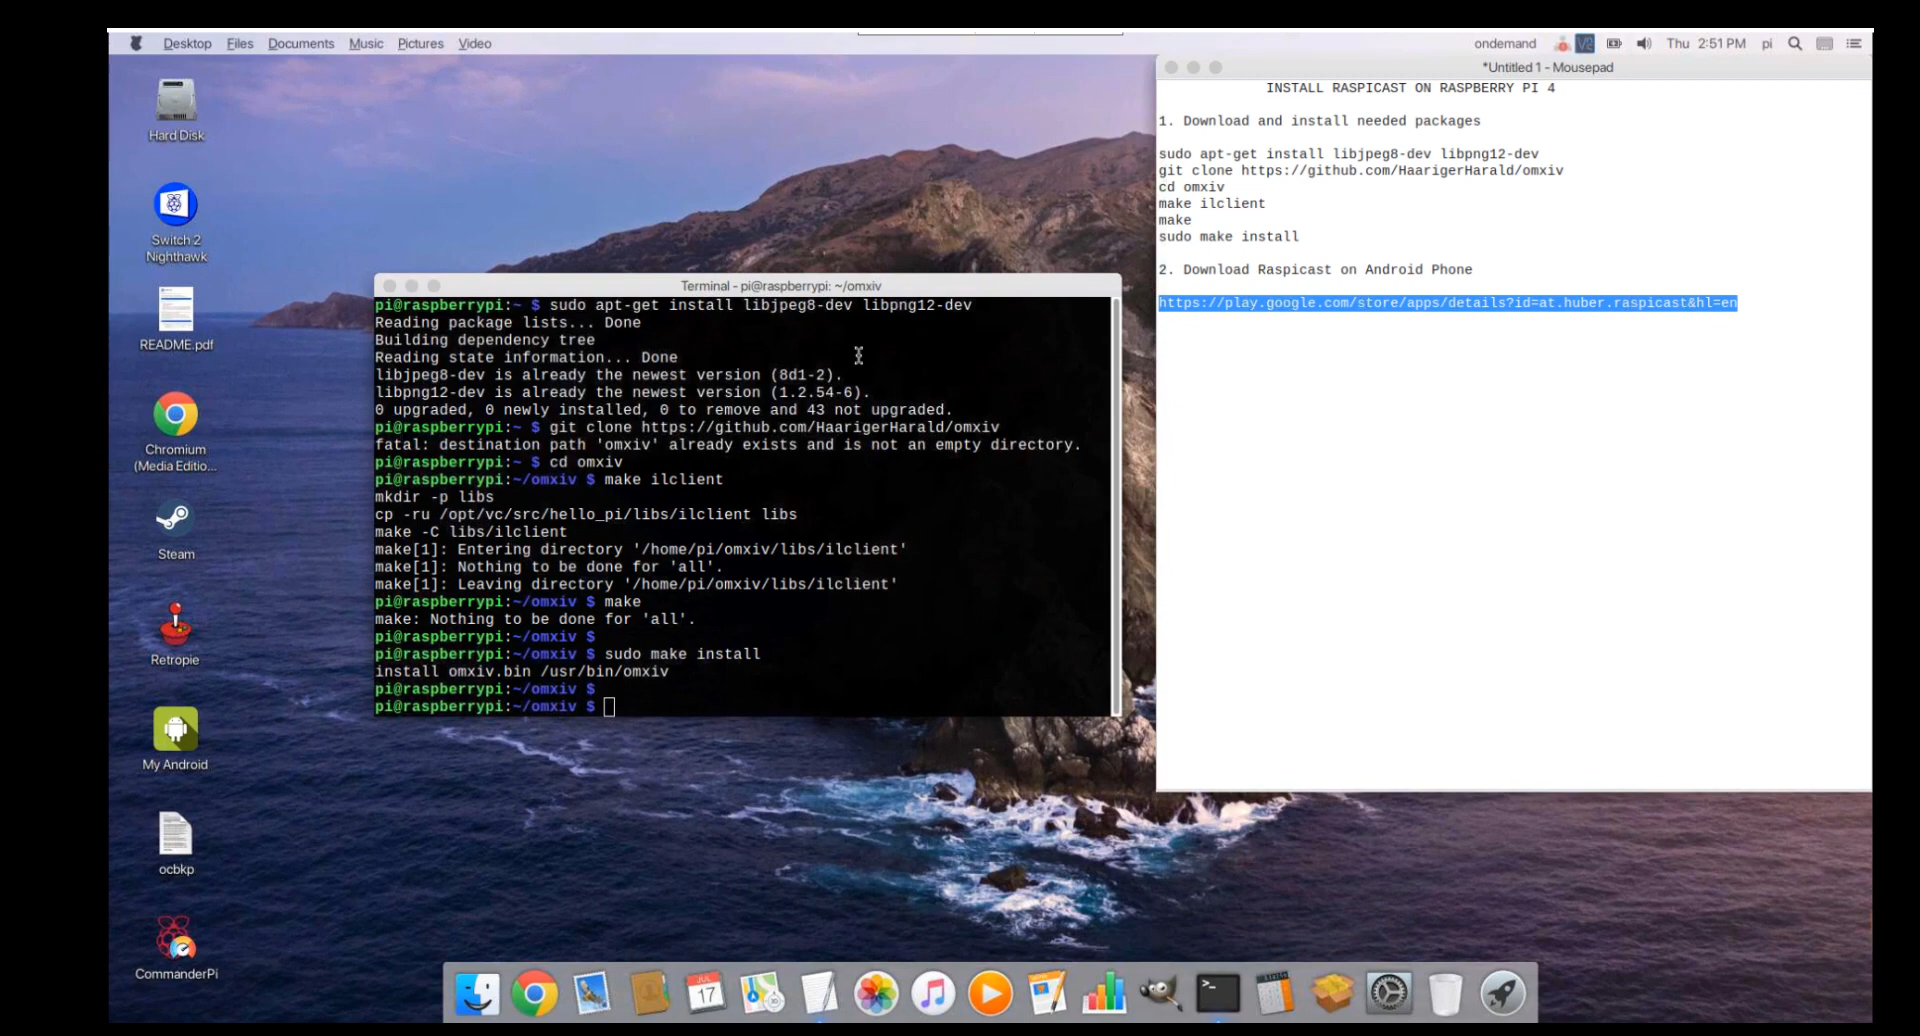 Desktop Files Documents Music Pictures Video
ondemand V2 Thu 2:51 PM pi
Hard Disk
Switch 2
Nighthawk
README.pdf
Chromium
(Media Editio...
Steam
Retropie
My Android
ocbkp
CommanderPi
Terminal - pi@raspberrypi: ~/omxiv
pi@raspberrypi:~ $ sudo apt-get install libjpeg8-dev libpng12-dev
Reading package lists... Done
Building dependency tree
Reading state information... Done
libjpeg8-dev is already the newest version (8d1-2).
libpng12-dev is already the newest version (1.2.54-6).
0 upgraded, 0 newly installed, 0 to remove and 43 not upgraded.
pi@raspberrypi:~ $ git clone https://github.com/HaarigerHarald/omxiv
fatal: destination path 'omxiv' already exists and is not an empty directory.
pi@raspberrypi:~ $ cd omxiv
pi@raspberrypi:~/omxiv $ make ilclient
mkdir -p libs
cp -ru /opt/vc/src/hello_pi/libs/ilclient libs
make -C libs/ilclient
make[1]: Entering directory '/home/pi/omxiv/libs/ilclient'
make[1]: Nothing to be done for 'all'.
make[1]: Leaving directory '/home/pi/omxiv/libs/ilclient'
pi@raspberrypi:~/omxiv $ make
make: Nothing to be done for 'all'.
pi@raspberrypi:~/omxiv $
pi@raspberrypi:~/omxiv $ sudo make install
install omxiv.bin /usr/bin/omxiv
pi@raspberrypi:~/omxiv $
pi@raspberrypi:~/omxiv $
*Untitled 1 - Mousepad
INSTALL RASPICAST ON RASPBERRY PI 4
1. Download and install needed packages
sudo apt-get install libjpeg8-dev libpng12-dev
git clone https://github.com/HaarigerHarald/omxiv
cd omxiv
make ilclient
make
sudo make install
2. Download Raspicast on Android Phone
https://play.google.com/store/apps/details?id=at.huber.raspicast&hl=en
JUL
17